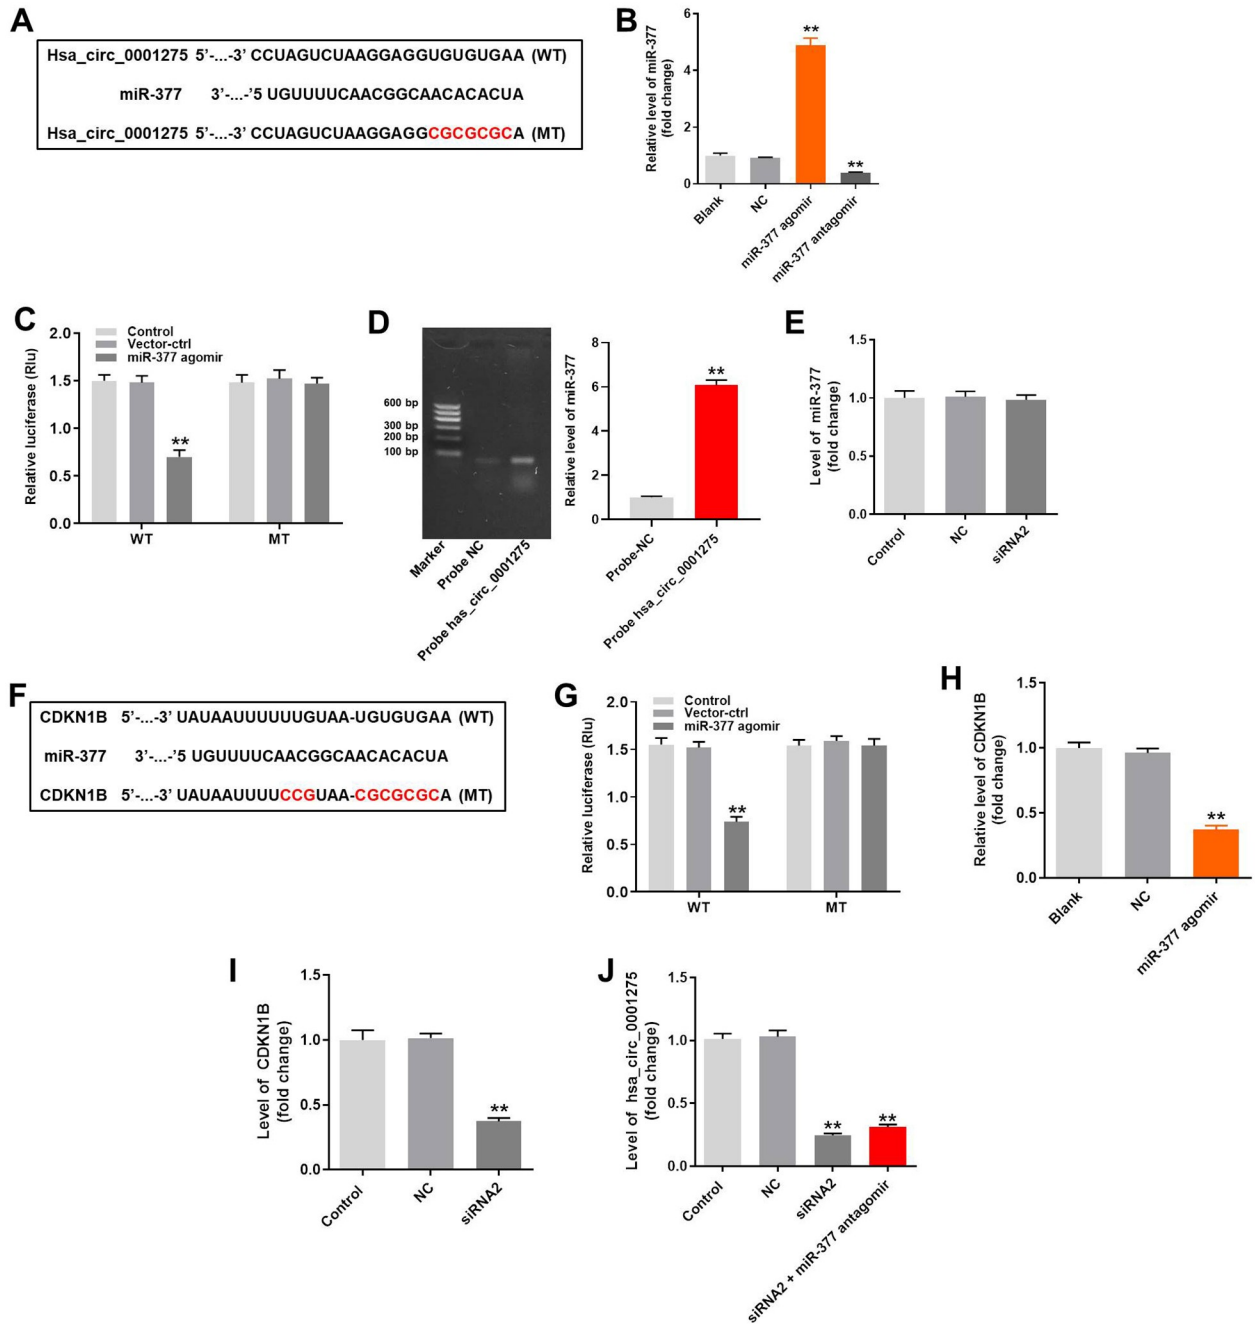 A
Hsa_circ_0001275 5’-...-3’ CCUAGUCUAAGGAGGUGUGUGAA (WT)
miR-377 3’-...-’5 UGUUUUCAACGGCAACACACUA
Hsa_circ_0001275 5’-...-3’ CCUAGUCUAAGGAGGCGCGCGCA (MT)
B
Relative level of miR-377
(fold change)
6
4
2
0
**
**
Blank
NC
miR-377 agomir
miR-377 antagomir
C
Relative luciferase (Rlu)
2.0
1.5
1.0
0.5
0.0
Control
Vector-ctrl
miR-377 agomir
**
WT
MT
D
600 bp
300 bp
200 bp
100 bp
Marker
Probe NC
Probe has_circ_0001275
Relative level of miR-377
8
6
4
2
0
**
Probe-NC
Probe hsa_circ_0001275
E
Level of miR-377
(fold change)
1.5
1.0
0.5
0.0
Control
NC
siRNA2
F
CDKN1B 5’-...-3’ UAUAAUUUUUUGUAA-UGUGUGAA (WT)
miR-377 3’-...-’5 UGUUUUCAACGGCAACACACUA
CDKN1B 5’-...-3’ UAUAAUUUUCCGUAA-CGCGCGCA (MT)
G
Relative luciferase (Rlu)
2.0
1.5
1.0
0.5
0.0
Control
Vector-ctrl
miR-377 agomir
**
WT
MT
H
Relative level of CDKN1B
(fold change)
1.5
1.0
0.5
0.0
**
Blank
NC
miR-377 agomir
I
Level of CDKN1B
(fold change)
1.5
1.0
0.5
0.0
**
Control
NC
siRNA2
J
Level of hsa_circ_0001275
(fold change)
1.5
1.0
0.5
0.0
**
**
Control
NC
siRNA2
siRNA2 + miR-377 antagomir